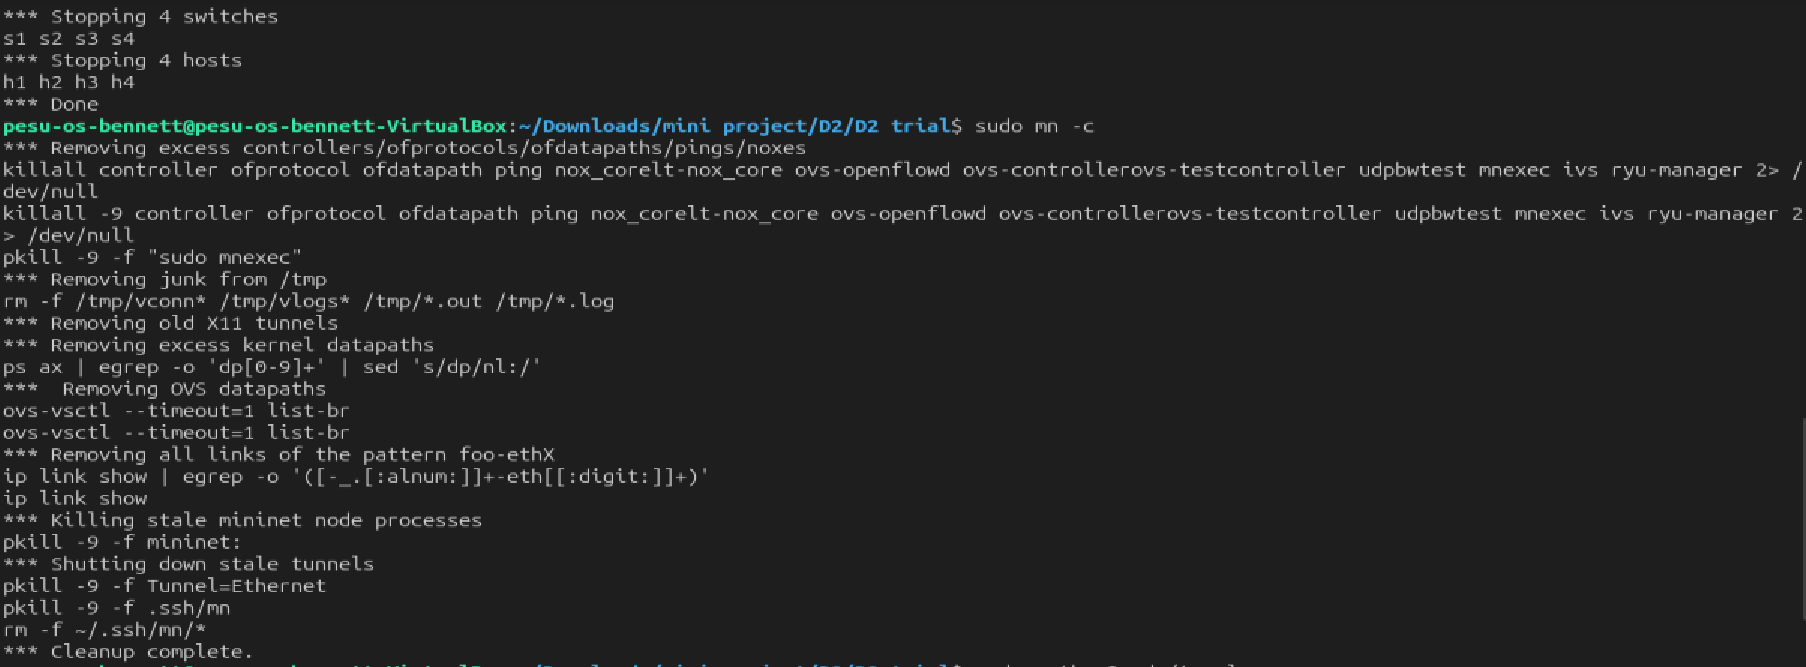 *** Stopping 4 switches
s1 s2 s3 s4
*** Stopping 4 hosts
h1 h2 h3 h4
*** Done
pesu-os-bennett@pesu-os-bennett-VirtualBox:~/Downloads/mini project/D2/D2 trial$ sudo mn -c
*** Removing excess controllers/ofprotocols/ofdatapaths/pings/noxes
killall controller ofprotocol ofdatapath ping nox_corelt-nox_core ovs-openflowd ovs-controllerovs-testcontroller udpbwtest mnexec ivs ryu-manager 2> /
dev/null
killall -9 controller ofprotocol ofdatapath ping nox_corelt-nox_core ovs-openflowd ovs-controllerovs-testcontroller udpbwtest mnexec ivs ryu-manager 2
> /dev/null
pkill -9 -f "sudo mnexec"
*** Removing junk from /tmp
rm -f /tmp/vconn* /tmp/vlogs* /tmp/*.out /tmp/*.log
*** Removing old X11 tunnels
*** Removing excess kernel datapaths
ps ax | egrep -o 'dp[0-9]+' | sed 's/dp/nl:/'
***  Removing OVS datapaths
ovs-vsctl --timeout=1 list-br
ovs-vsctl --timeout=1 list-br
*** Removing all links of the pattern foo-ethX
ip link show | egrep -o '([-_.[:alnum:]]+-eth[[:digit:]]+)'
ip link show
*** Killing stale mininet node processes
pkill -9 -f mininet:
*** Shutting down stale tunnels
pkill -9 -f Tunnel=Ethernet
pkill -9 -f .ssh/mn
rm -f ~/.ssh/mn/*
*** Cleanup complete.